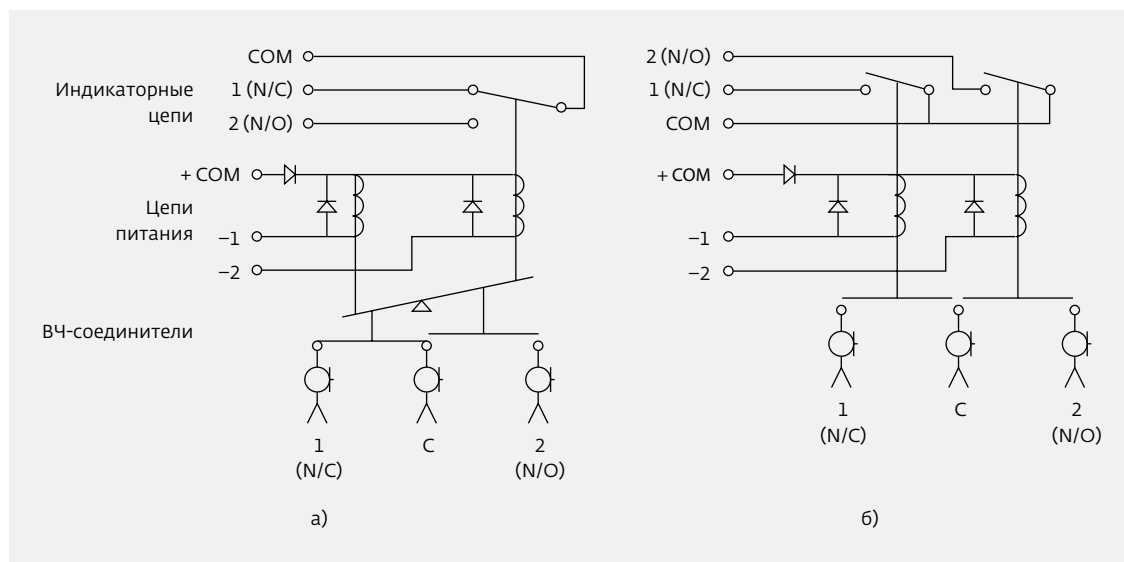 COM
Индикаторные
цепи
1 (N/C)
2 (N/O)
+ COM
Цепи
питания
–1
–2
ВЧ-соединители
1
(N/C)
C
2
(N/O)
а)
2 (N/O)
1 (N/C)
COM
+ COM
–1
–2
1
(N/C)
C
2
(N/O)
б)